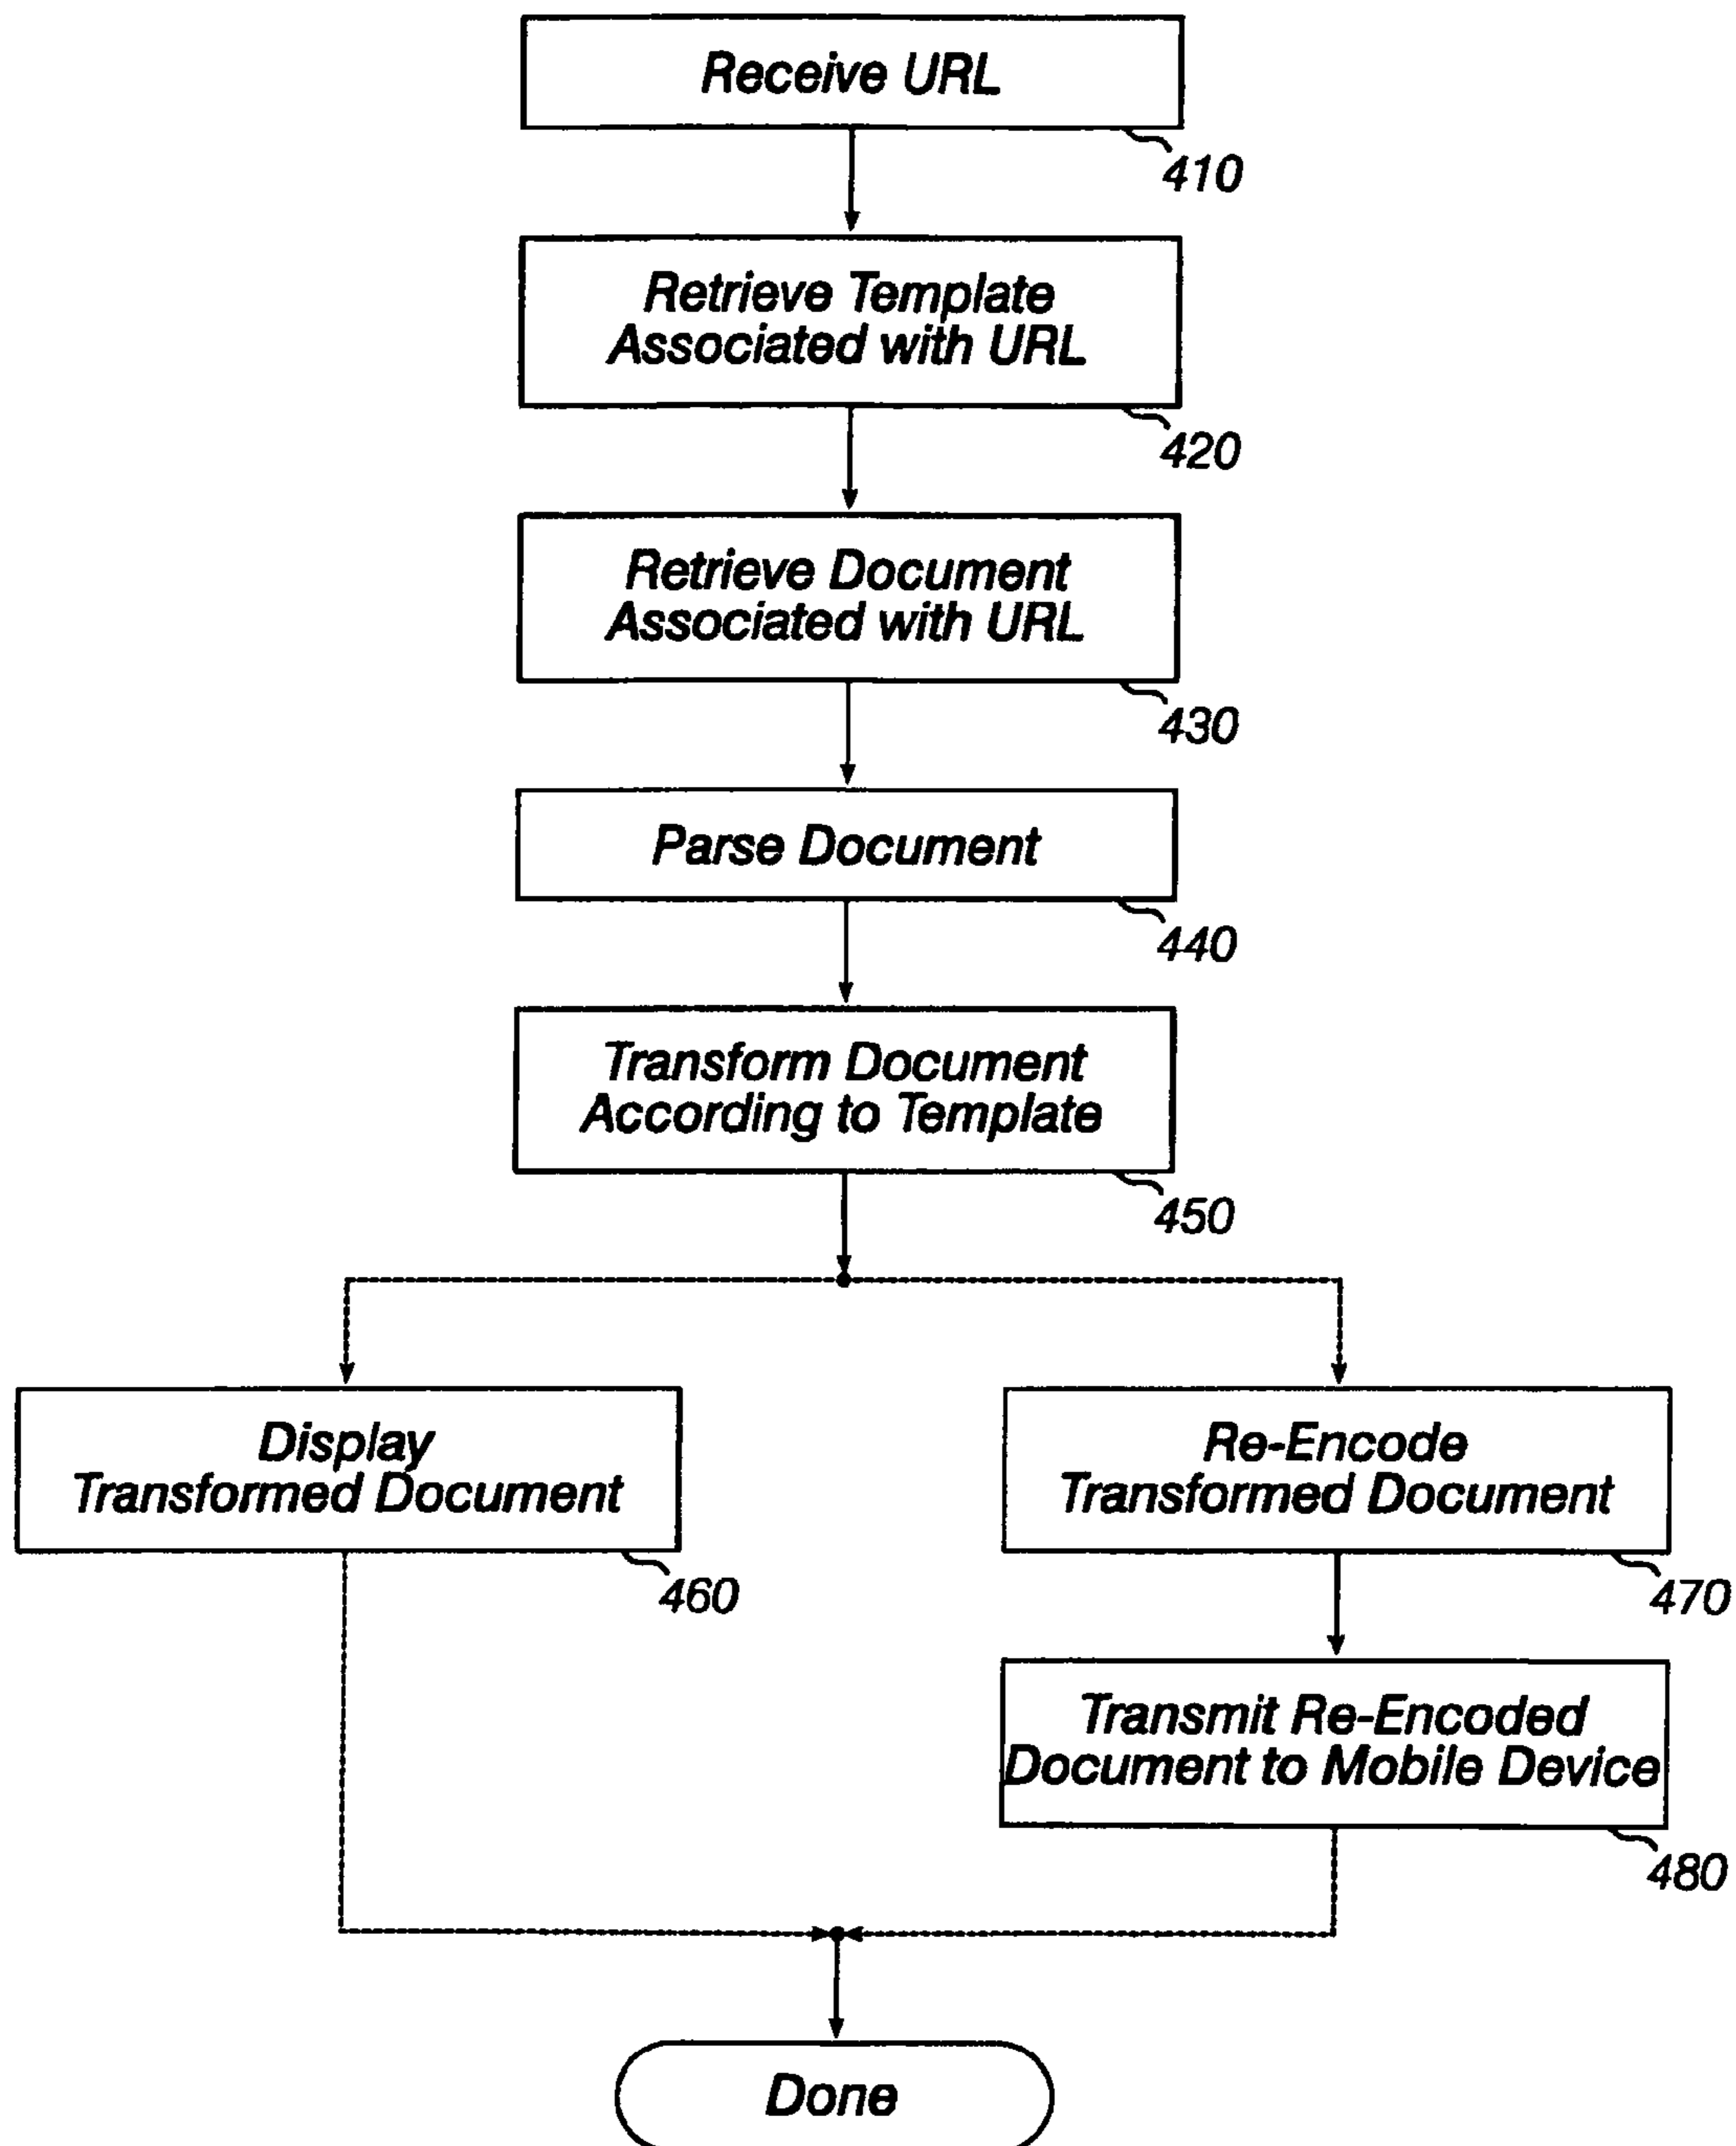 Receive URL
410
Retrieve Template
Associated with URL
420
Retrieve Document
Associated with URL
430
Parse Document
440
Transform Document
According to Template
450
Display
Transformed Document
460
Re-Encode
Transformed Document
470
Transmit Re-Encoded
Document to Mobile Device
480
Done